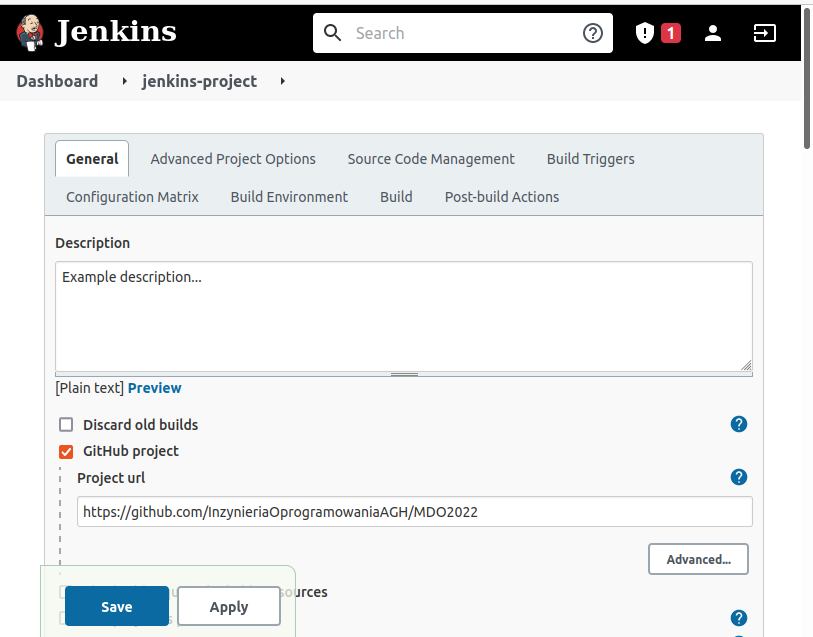 Jenkins
Search
1
Dashboard jenkins-project
General Advanced Project Options Source Code Management Build Triggers
Configuration Matrix Build Environment Build Post-build Actions
Description
Example description...
[Plain text] Preview
Discard old builds
GitHub project
Project url
https://github.com/InzynieriaOprogramowaniaAGH/MDO2022
Advanced...
Save Apply